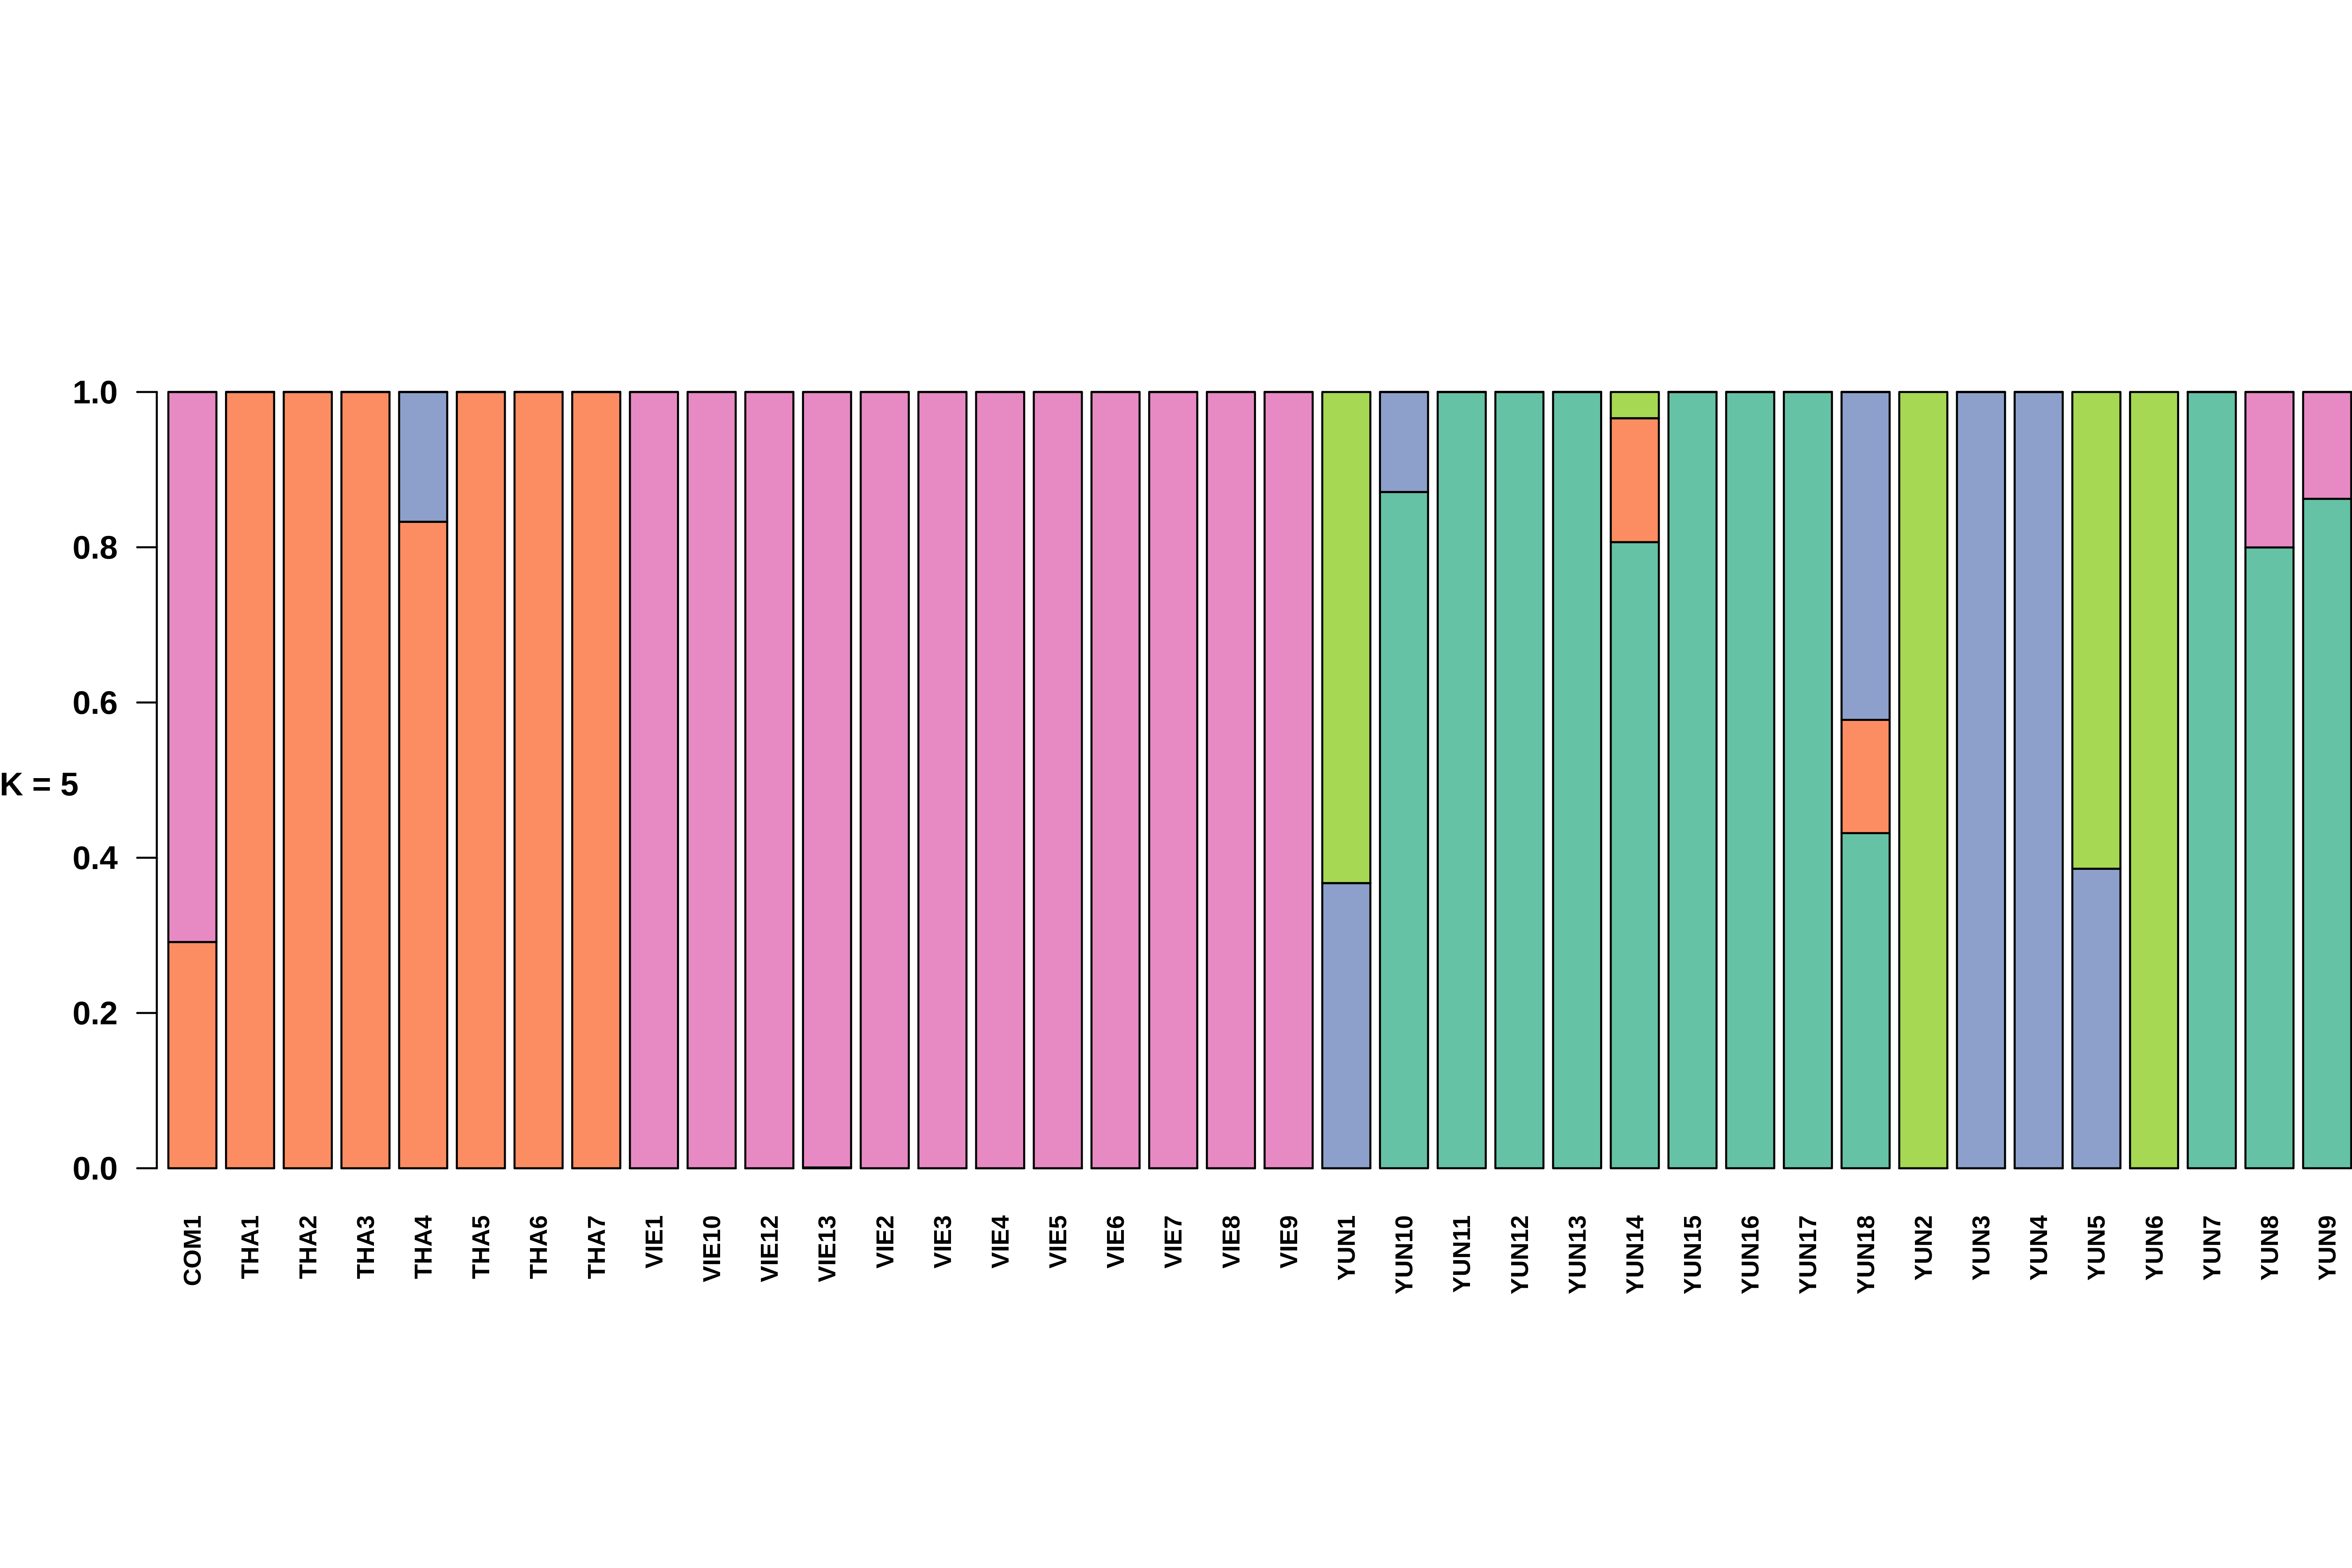 1.0
0.8
0.6
K = 5
0.4
0.2
0.0
COM1
THA1
THA2
THA3
THA4
THA5
THA6
THA7
VIE1
VIE10
VIE12
VIE13
VIE2
VIE3
VIE4
VIE5
VIE6
VIE7
VIE8
VIE9
YUN1
YUN10
YUN11
YUN12
YUN13
YUN14
YUN15
YUN16
YUN17
YUN18
YUN2
YUN3
YUN4
YUN5
YUN6
YUN7
YUN8
YUN9